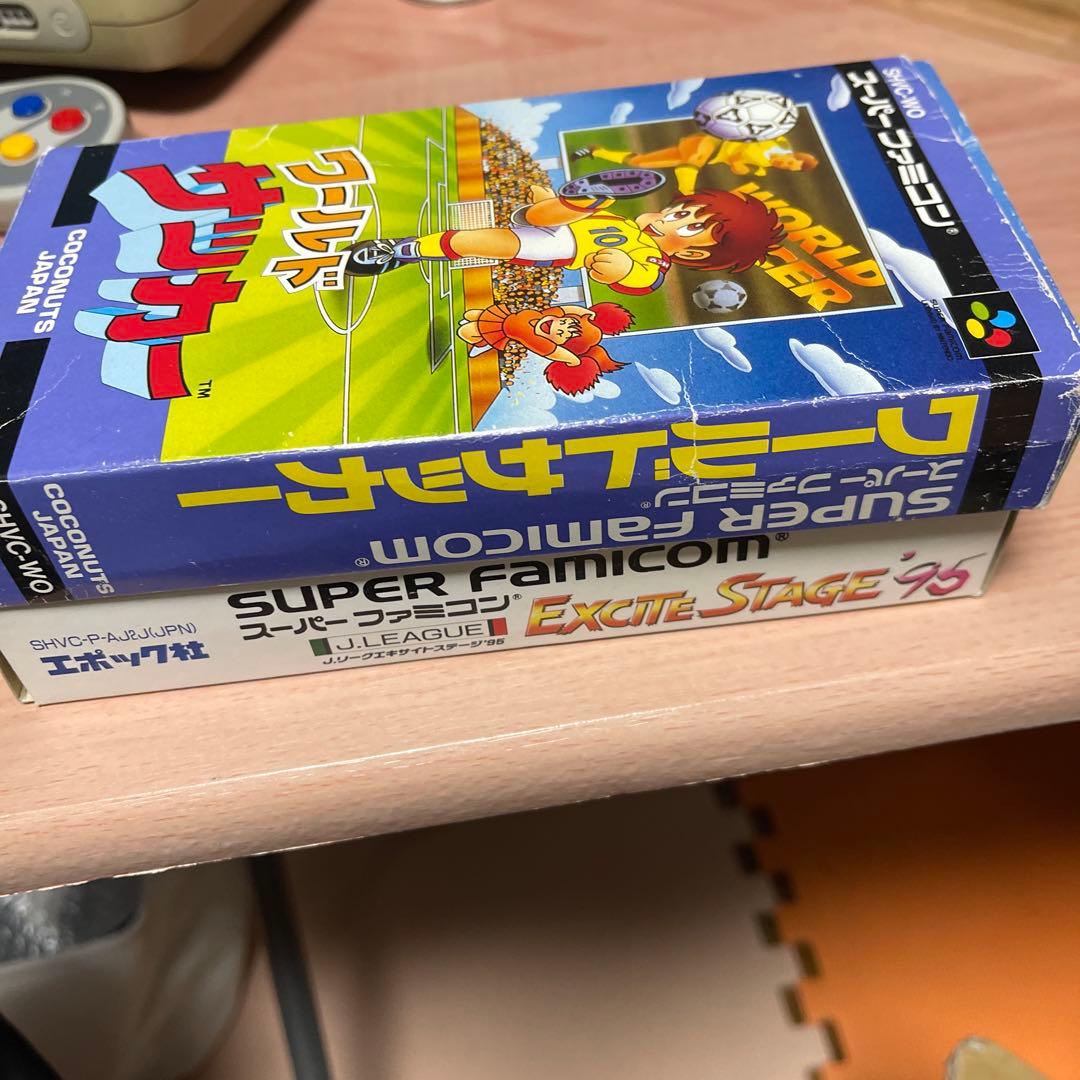 SHVC-WO
スーパーファミコン®
WORLD
SOCCER
10
ワールド
サッカー™
COCONUTS
JAPAN
ワールドサッカー
スーパーファミコン®
SUPER FAMICOM®
COCONUTS
JAPAN
SHVC-WO
SUPER FAMICOM®
スーパーファミコン®
J.LEAGUE
J.リーグエキサイトステージ'95
EXCITE STAGE '95
SHVC-P-AJ2J(JPN)
エポック社